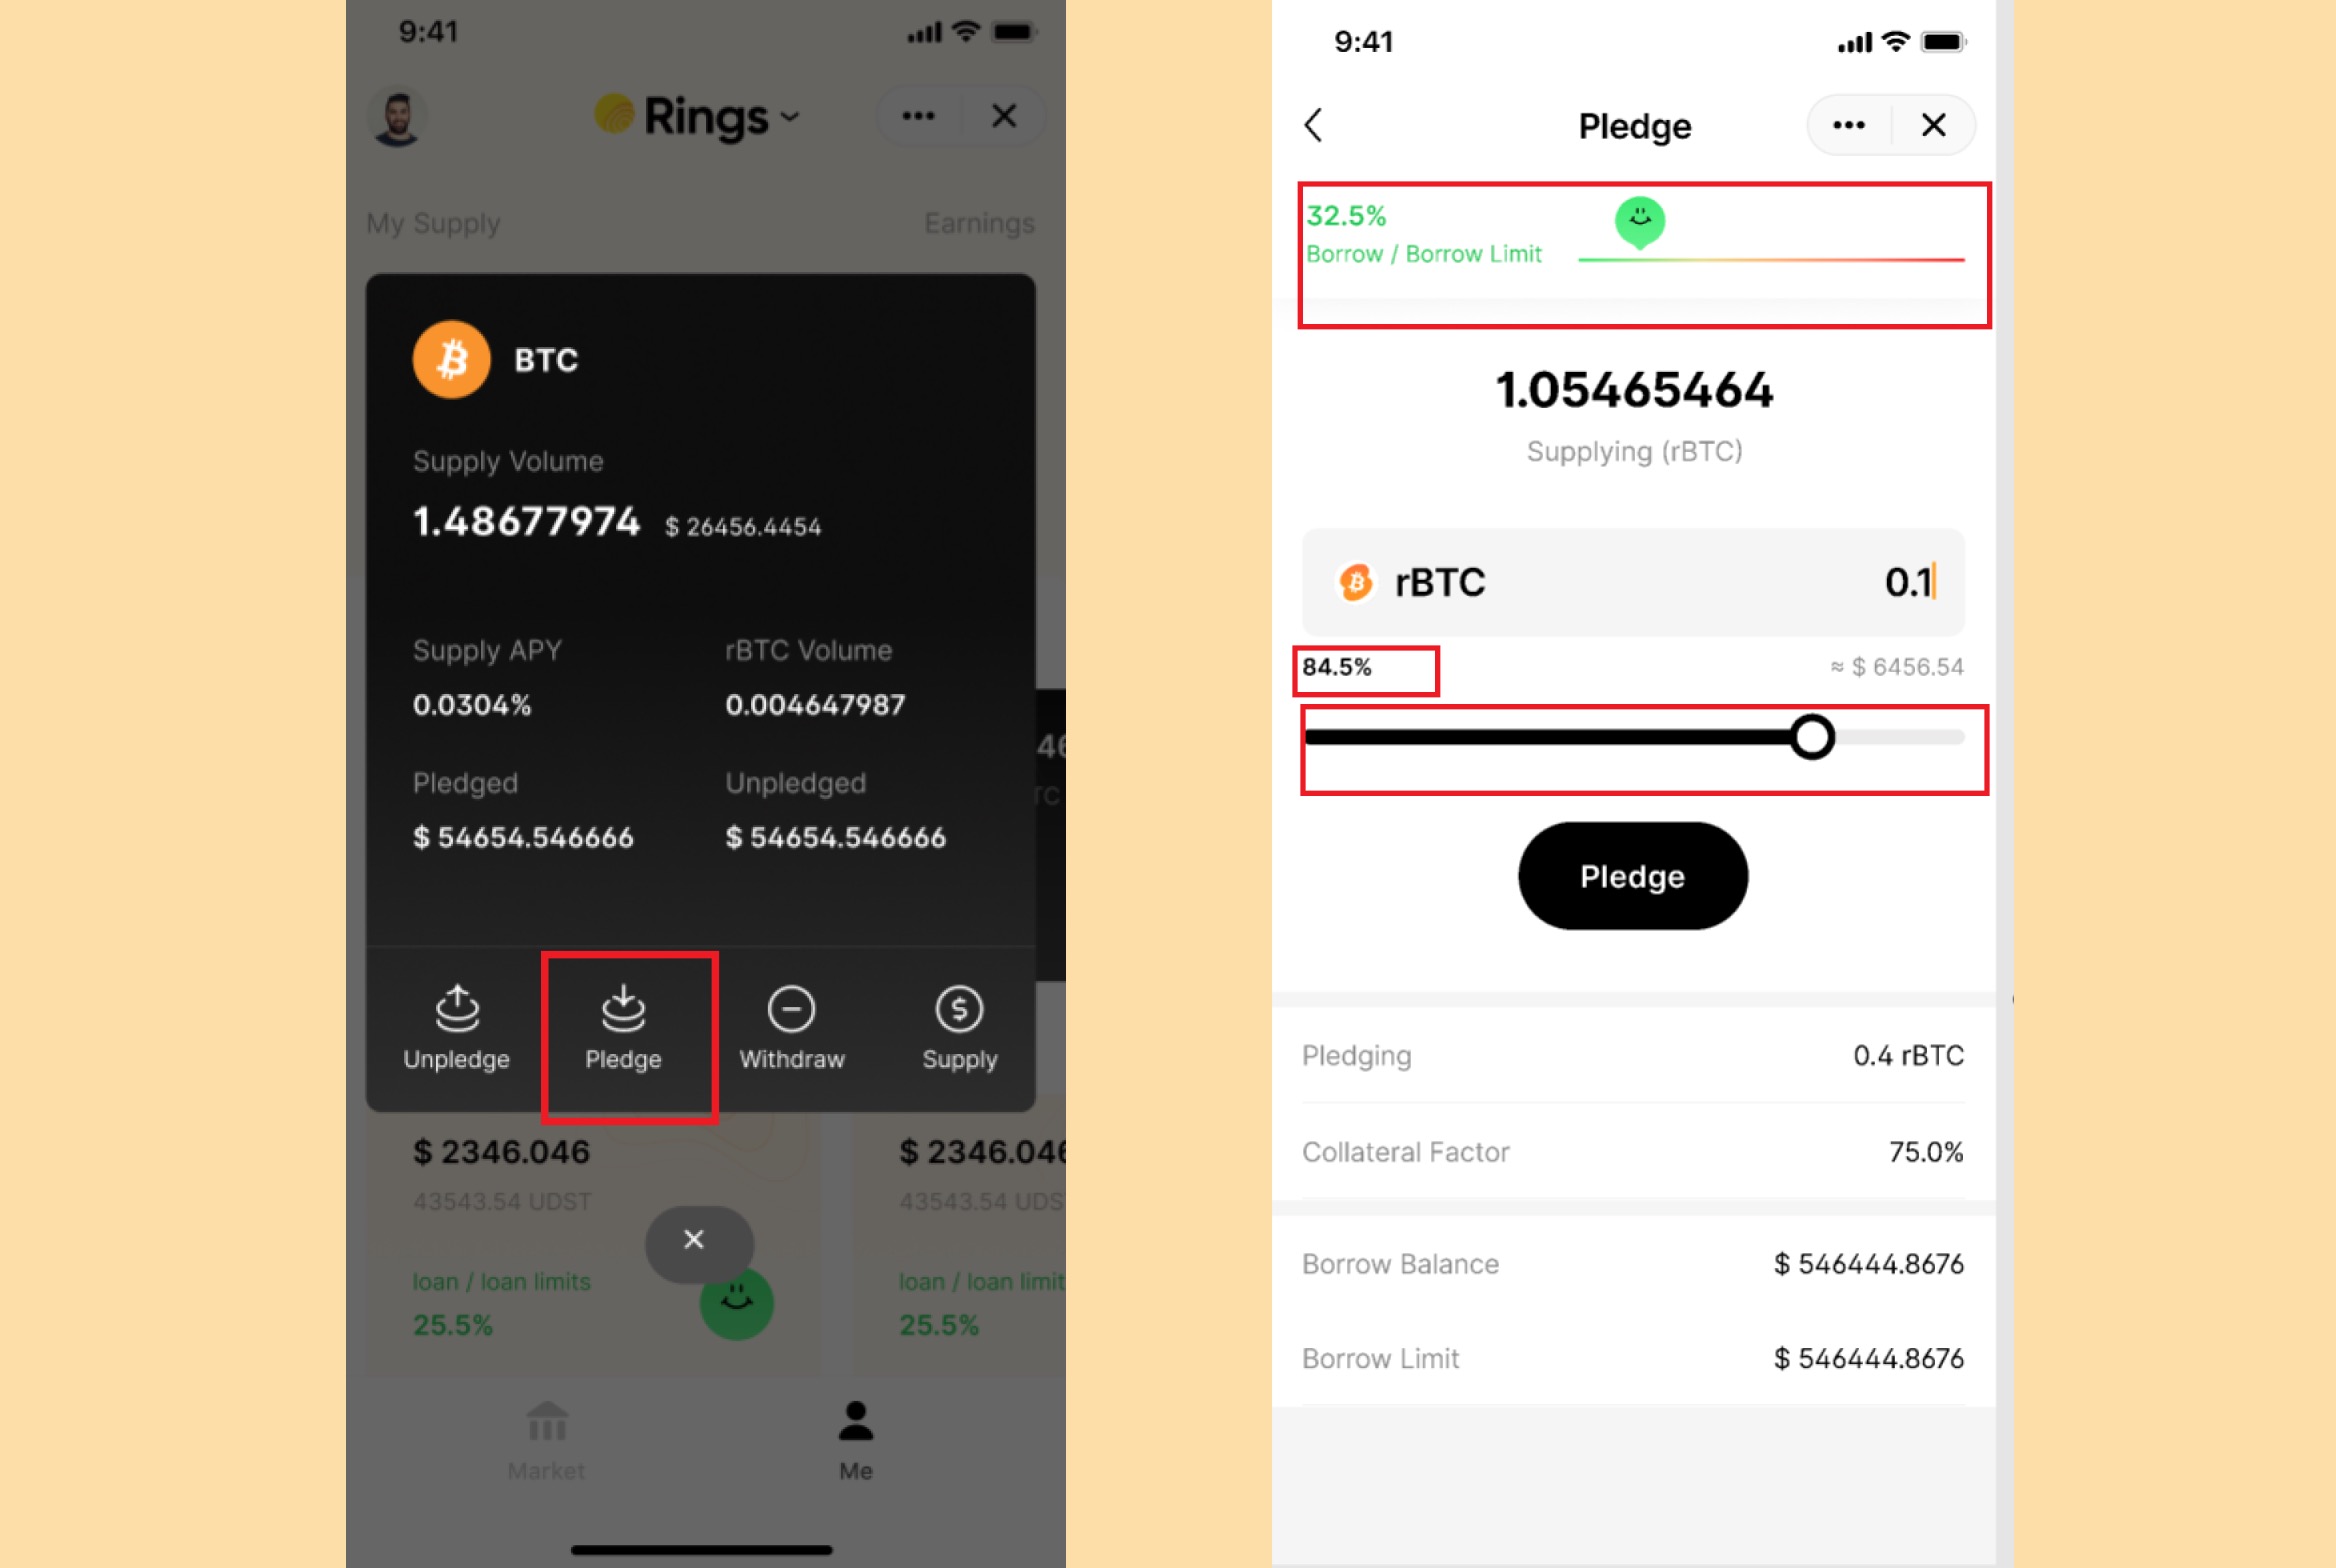 9:41
Rings
My Supply
Earnings
BTC
Supply Volume
1.48677974 $ 26456.4454
Supply APY
rBTC Volume
0.0304%
0.004647987
Pledged
Unpledged
$ 54654.546666
$ 54654.546666
46
TC
Unpledge
Pledge
Withdraw
Supply
$ 2346.046
$ 2346.046
43543.54 UDST
43543.54 UDS
loan / loan limits
loan / loan limit
25.5%
25.5%
Market
Me
9:41
Pledge
32.5%
Borrow / Borrow Limit
1.05465464
Supplying (rBTC)
rBTC
0.1
84.5%
≈ $ 6456.54
Pledge
Pledging
0.4 rBTC
Collateral Factor
75.0%
Borrow Balance
$ 546444.8676
Borrow Limit
$ 546444.8676